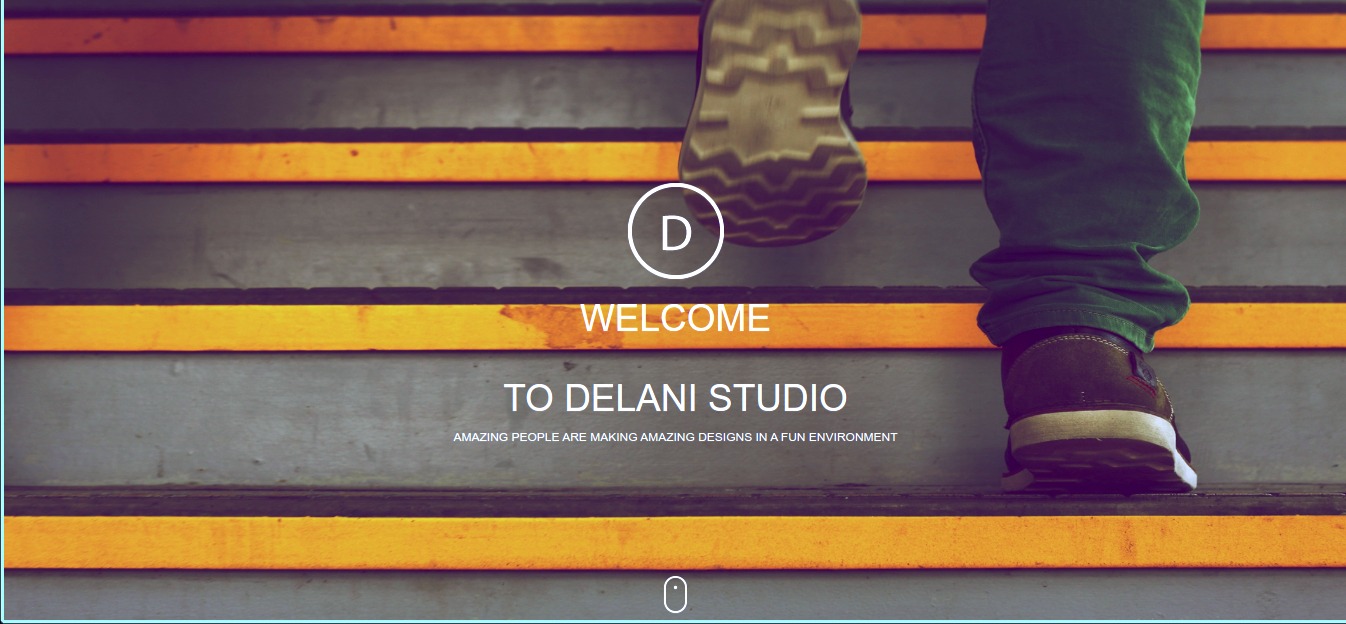 D
WELCOME
TO DELANI STUDIO
AMAZING PEOPLE ARE MAKING AMAZING DESIGNS IN A FUN ENVIRONMENT